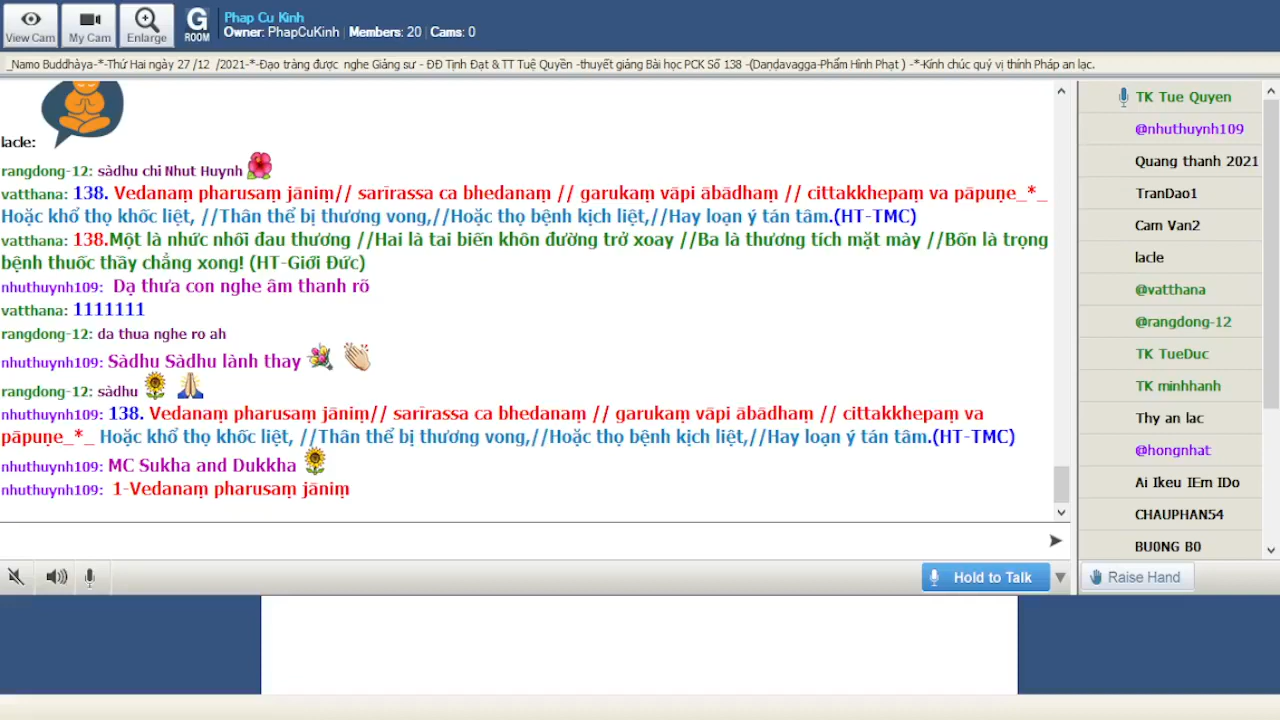 View Cam
My Cam
Enlarge
G
ROOM
Phap Cu Kinh
Owner: PhapCuKinh | Members: 20 | Cams: 0
_Namo Buddhàya-*-Thứ Hai ngày 27 /12 /2021-*-Đạo tràng được nghe Giảng sư - ĐĐ Tịnh Đạt & TT Tuệ Quyền -thuyết giảng Bài học PCK Số 138 -(Daṇḍavagga-Phẩm Hình Phạt ) -*-Kính chúc quý vị thính Pháp an lạc.
lacle:
rangdong-12: sàdhu chi Nhut Huynh
vatthana: 138. Vedanaṃ pharusaṃ jāniṃ// sarīrassa ca bhedanaṃ // garukaṃ vāpi ābādhaṃ // cittakkhepaṃ va pāpuṇe_*_
Hoặc khổ thọ khốc liệt, //Thân thể bị thương vong,//Hoặc thọ bệnh kịch liệt,//Hay loạn ý tán tâm.(HT-TMC)
vatthana: 138.Một là nhức nhối đau thương //Hai là tai biến khôn đường trở xoay //Ba là thương tích mặt mày //Bốn là trọng
bệnh thuốc thầy chẳng xong! (HT-Giới Đức)
nhuthuynh109: Dạ thưa con nghe âm thanh rõ
vatthana: 1111111
rangdong-12: da thua nghe ro ah
nhuthuynh109: Sàdhu Sàdhu lành thay
rangdong-12: sàdhu
nhuthuynh109: 138. Vedanaṃ pharusaṃ jāniṃ// sarīrassa ca bhedanaṃ // garukaṃ vāpi ābādhaṃ // cittakkhepaṃ va
pāpuṇe_*_ Hoặc khổ thọ khốc liệt, //Thân thể bị thương vong,//Hoặc thọ bệnh kịch liệt,//Hay loạn ý tán tâm.(HT-TMC)
nhuthuynh109: MC Sukha and Dukkha
nhuthuynh109: 1-Vedanaṃ pharusaṃ jāniṃ
TK Tue Quyen
@nhuthuynh109
Quang thanh 2021
TranDao1
Cam Van2
lacle
@vatthana
@rangdong-12
TK TueDuc
TK minhhanh
Thy an lac
@hongnhat
Ai Ikeu IEm IDo
CHAUPHAN54
BU0NG B0
Hold to Talk
Raise Hand